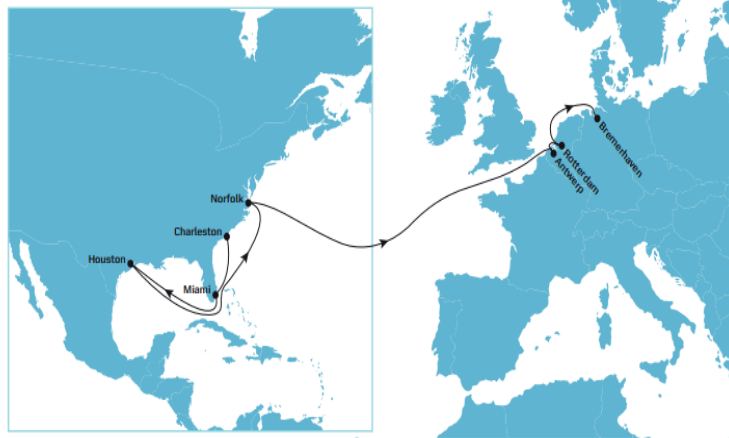 Norfolk
Charleston
Houston
Miami
Bremerhaven
Rotterdam
Antwerp